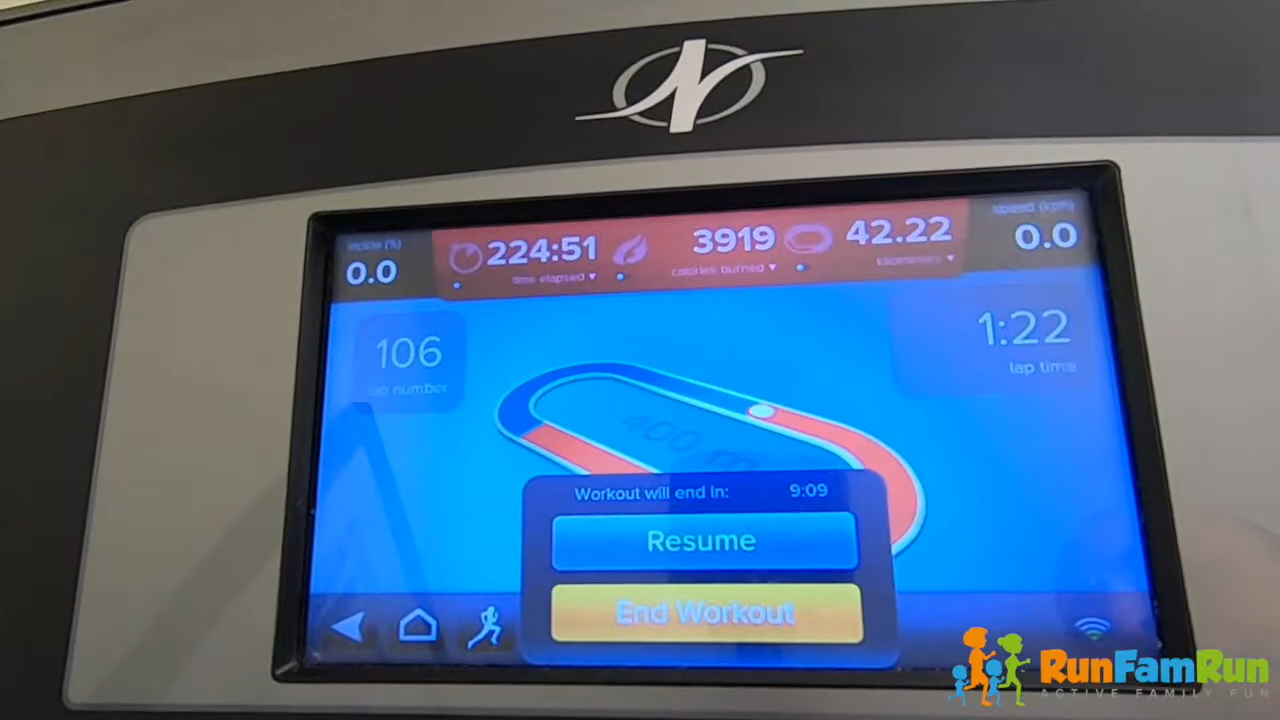 incline (%)
0.0
224:51
time elapsed ▾
3919
calories burned ▾
42.22
kilometers ▾
speed (kph)
0.0
106
lap number
1:22
lap time
400 m
Workout will end in: 9:09
Resume
End Workout
RunFamRun
ACTIVE FAMILY FUN